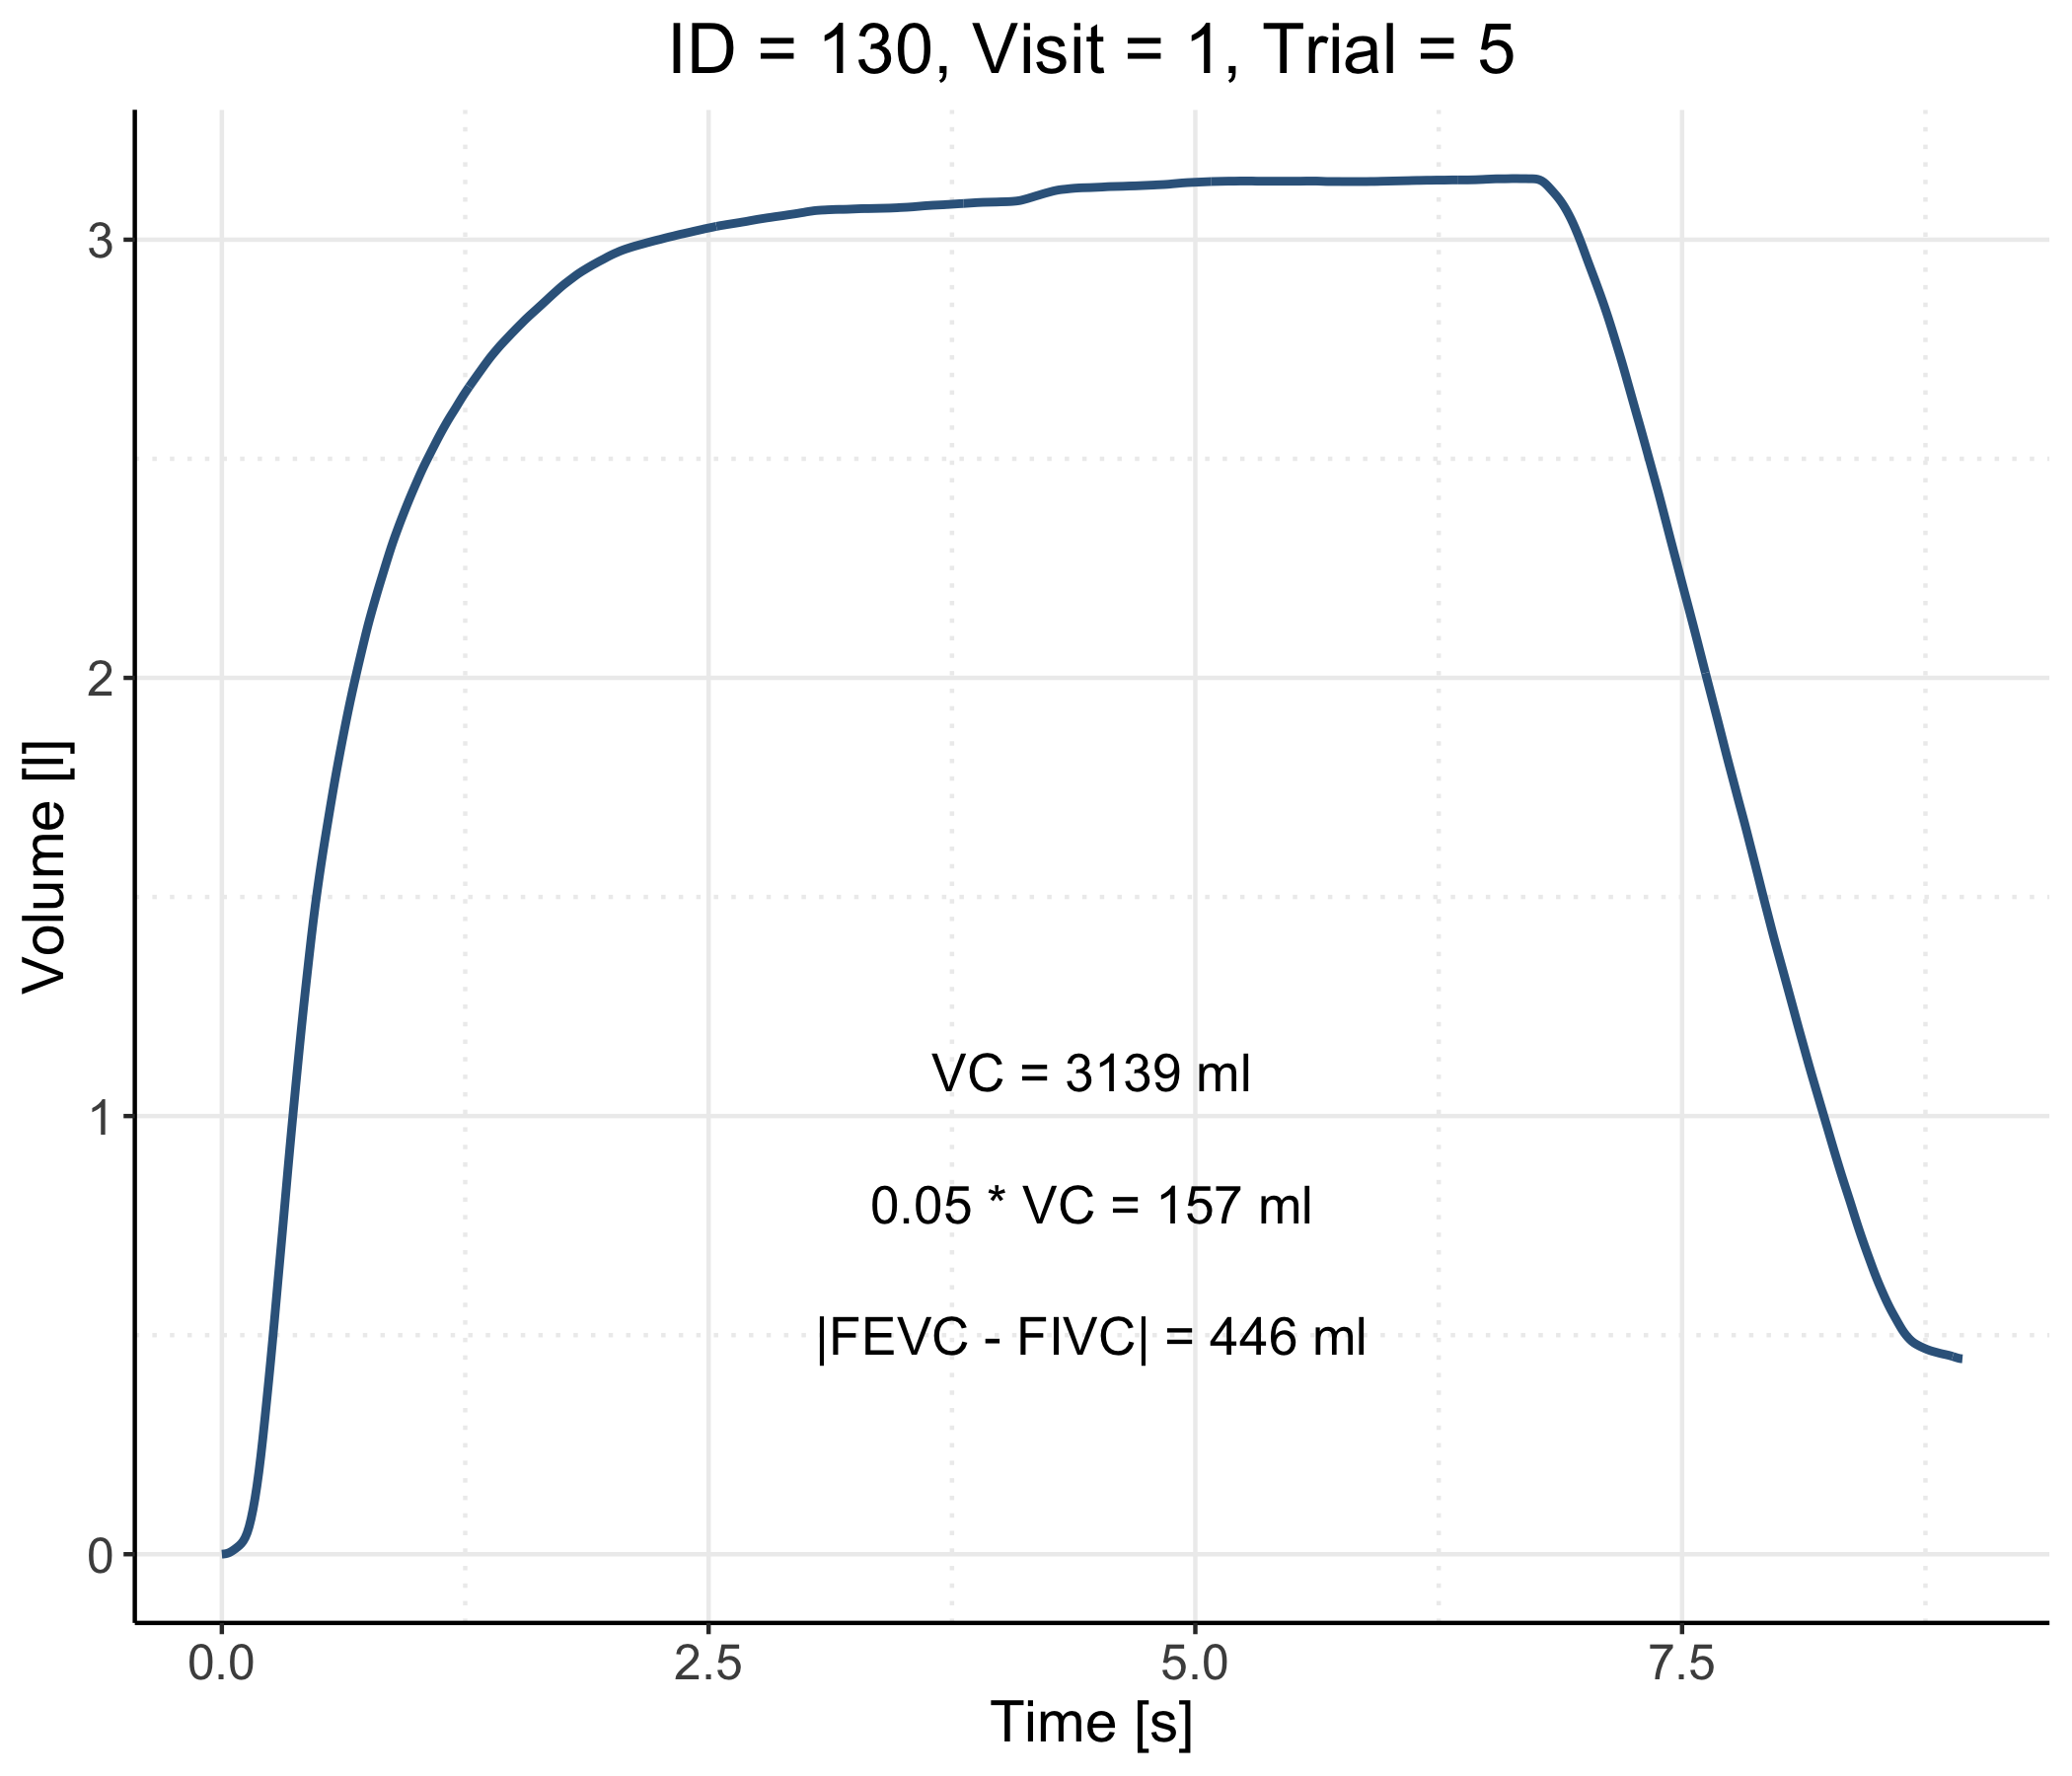 ID = 130, Visit = 1, Trial = 5
3
2
1
0
Volume [l]
VC = 3139 ml
0.05 * VC = 157 ml
|FEVC - FIVC| = 446 ml
0.0 2.5 5.0 7.5
Time [s]